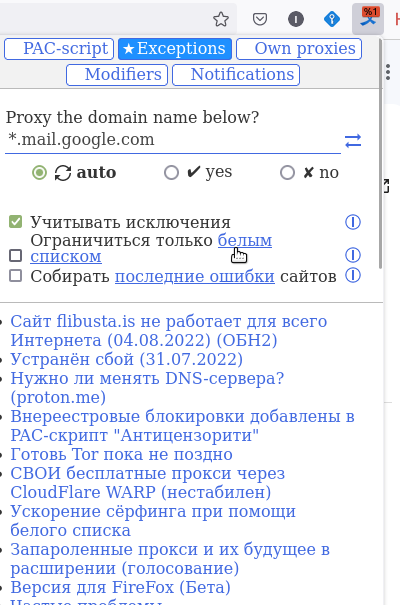 %1
PAC-script
★Exceptions
Own proxies
Modifiers
Notifications
Proxy the domain name below?
*.mail.google.com
auto
✔ yes
✘ no
Учитывать исключения
Ограничиться только белым
списком
Собирать последние ошибки сайтов
Сайт flibusta.is не работает для всего
Интернета (04.08.2022) (ОБН2)
Устранён сбой (31.07.2022)
Нужно ли менять DNS-сервера?
(proton.me)
Внереестровые блокировки добавлены в
PAC-скрипт "Антицензорити"
Готовь Tor пока не поздно
СВОИ бесплатные прокси через
CloudFlare WARP (нестабилен)
Ускорение сёрфинга при помощи
белого списка
Запароленные прокси и их будущее в
расширении (голосование)
Версия для FireFox (Бета)
Частые проблемы